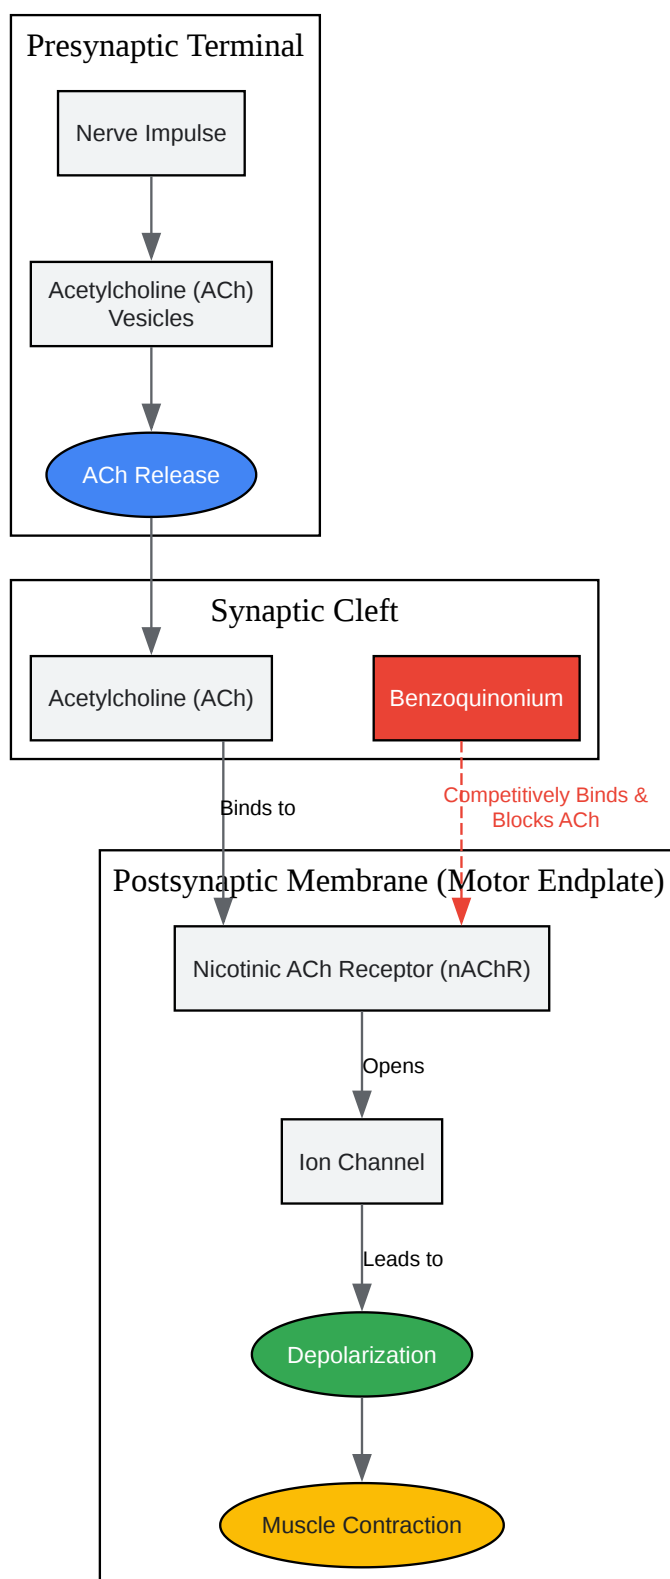 Presynaptic Terminal
Nerve Impulse
Acetylcholine (ACh)
Vesicles
ACh Release
Synaptic Cleft
Acetylcholine (ACh)
Benzoquinonium
Binds to
Competitively Binds &
Blocks ACh
Postsynaptic Membrane (Motor Endplate)
Nicotinic ACh Receptor (nAChR)
Opens
Ion Channel
Leads to
Depolarization
Muscle Contraction